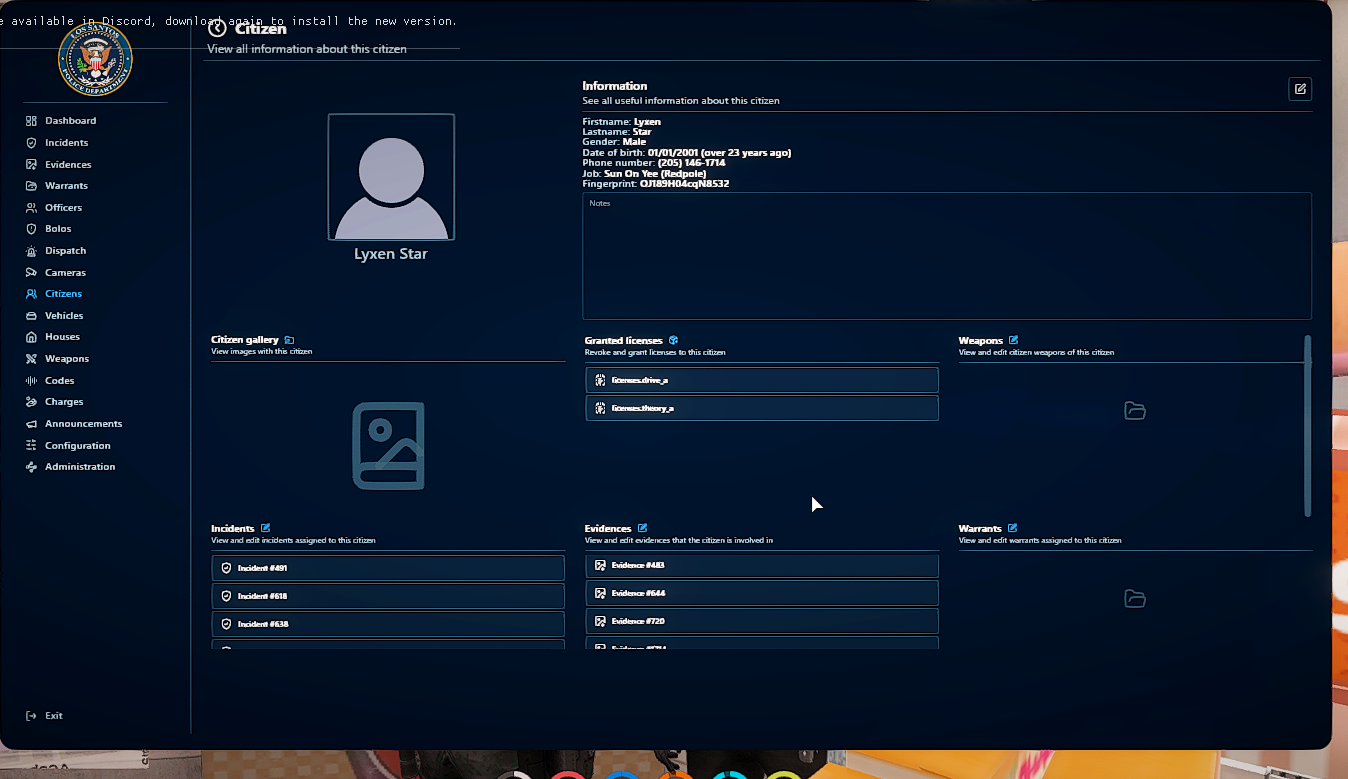 e available in Discord, download again to install the new version.
LOS SANTOS
POLICE DEPARTMENT
Citizen
View all information about this citizen
Dashboard
Incidents
Evidences
Warrants
Officers
Bolos
Dispatch
Cameras
Citizens
Vehicles
Houses
Weapons
Codes
Charges
Announcements
Configuration
Administration
Exit
Lyxen Star
Information
See all useful information about this citizen
Firstname: Lyxen
Lastname: Star
Gender: Male
Date of birth: 01/01/2001 (over 23 years ago)
Phone number: (205) 146-1714
Job: Sun On Yee (Redpole)
Fingerprint: QJ189H04cqN8532
Notes
Citizen gallery
View images with this citizen
Granted licenses
Revoke and grant licenses to this citizen
licenses.drive_a
licenses.theory_a
Weapons
View and edit citizen weapons of this citizen
Incidents
View and edit incidents assigned to this citizen
Incident #491
Incident #618
Incident #638
Evidences
View and edit evidences that the citizen is involved in
Evidence #483
Evidence #644
Evidence #720
Warrants
View and edit warrants assigned to this citizen